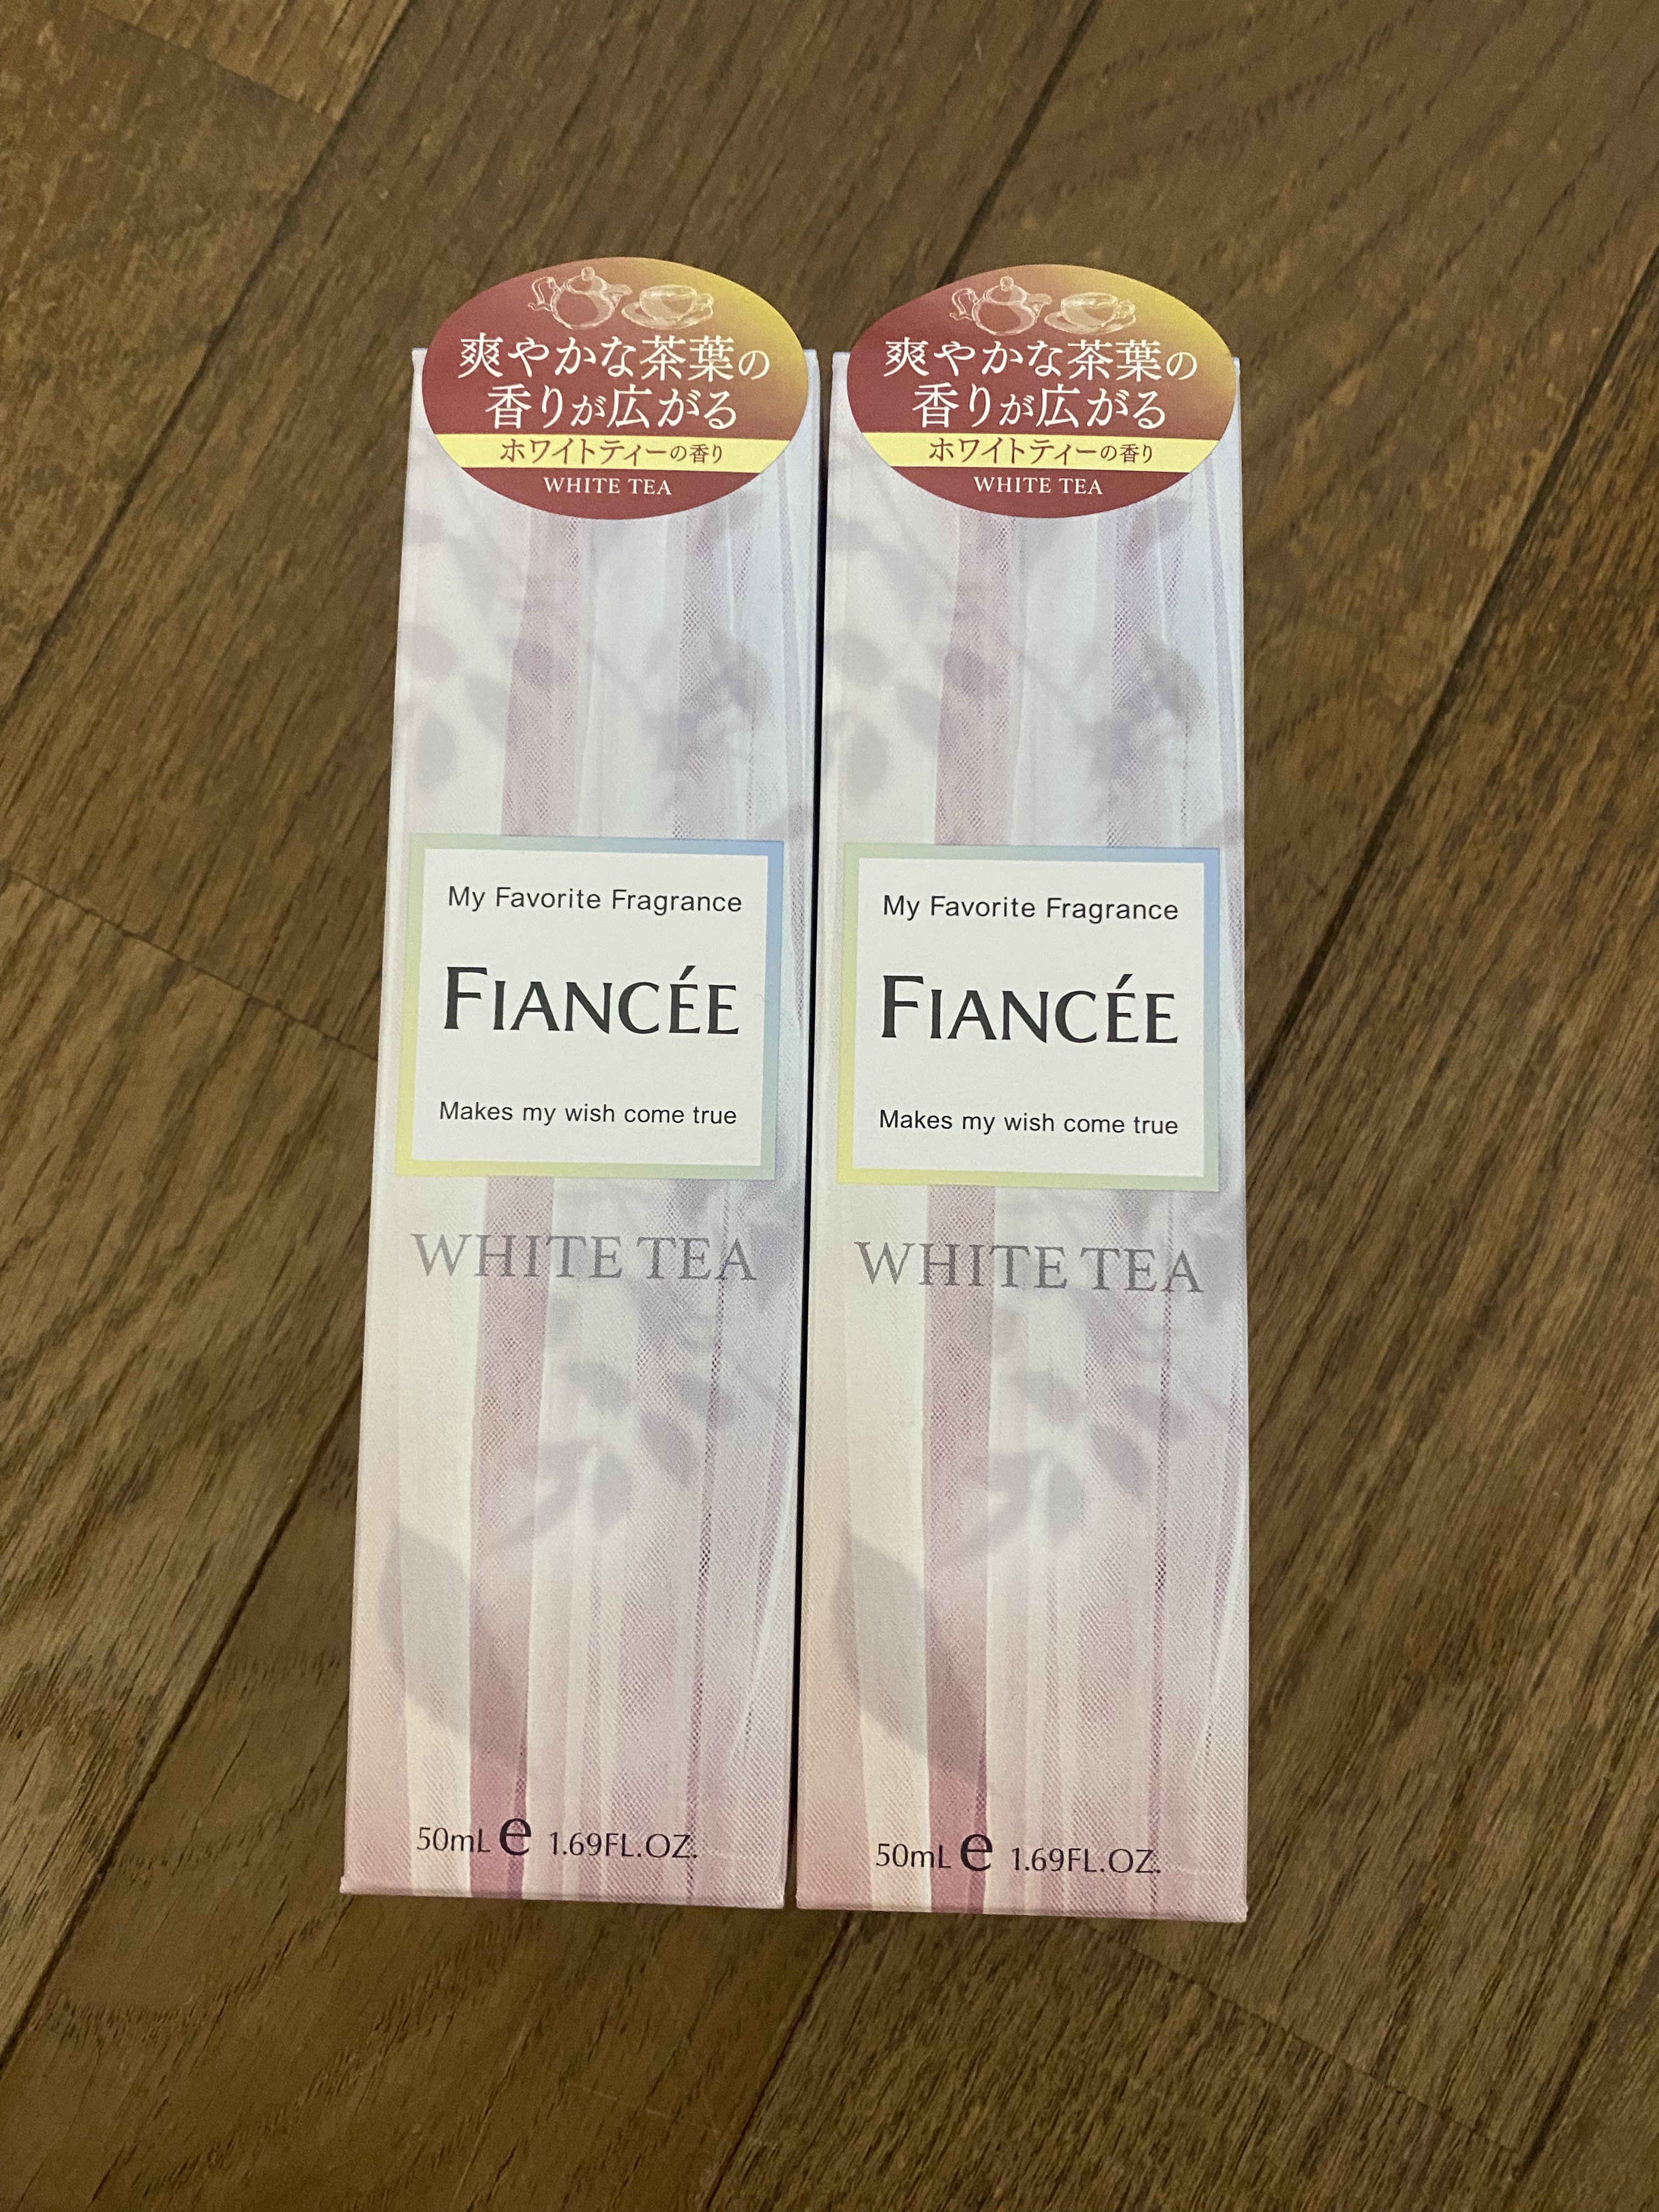 爽やかな茶葉の
香りが広がる
ホワイトティーの香り
WHITE TEA
My Favorite Fragrance
FIANCÉE
Makes my wish come true
WHITE TEA
50mL e 1.69FL.OZ.
爽やかな茶葉の
香りが広がる
ホワイトティーの香り
WHITE TEA
My Favorite Fragrance
FIANCÉE
Makes my wish come true
WHITE TEA
50mL e 1.69FL.OZ.